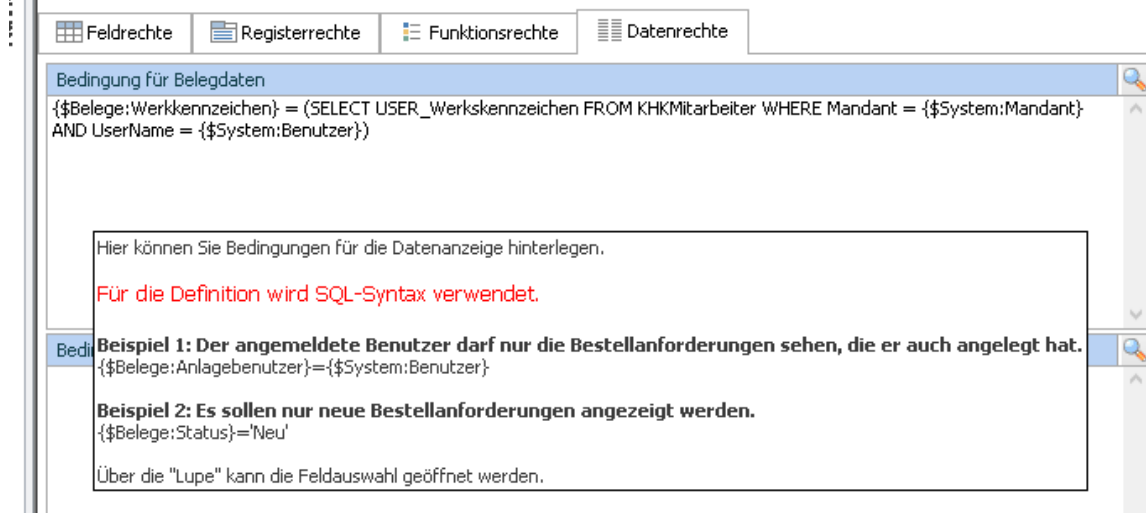 Feldrechte Registerrechte Funktionsrechte Datenrechte
Bedingung für Belegdaten
{$Belege:Werkkennzeichen} = (SELECT USER_Werkskennzeichen FROM KHKMitarbeiter WHERE Mandant = {$System:Mandant}
AND UserName = {$System:Benutzer})
Hier können Sie Bedingungen für die Datenanzeige hinterlegen.
Für die Definition wird SQL-Syntax verwendet.
Bedi
Beispiel 1: Der angemeldete Benutzer darf nur die Bestellanforderungen sehen, die er auch angelegt hat.
{$Belege:Anlagebenutzer}={$System:Benutzer}
Beispiel 2: Es sollen nur neue Bestellanforderungen angezeigt werden.
{$Belege:Status}='Neu'
Über die "Lupe" kann die Feldauswahl geöffnet werden.